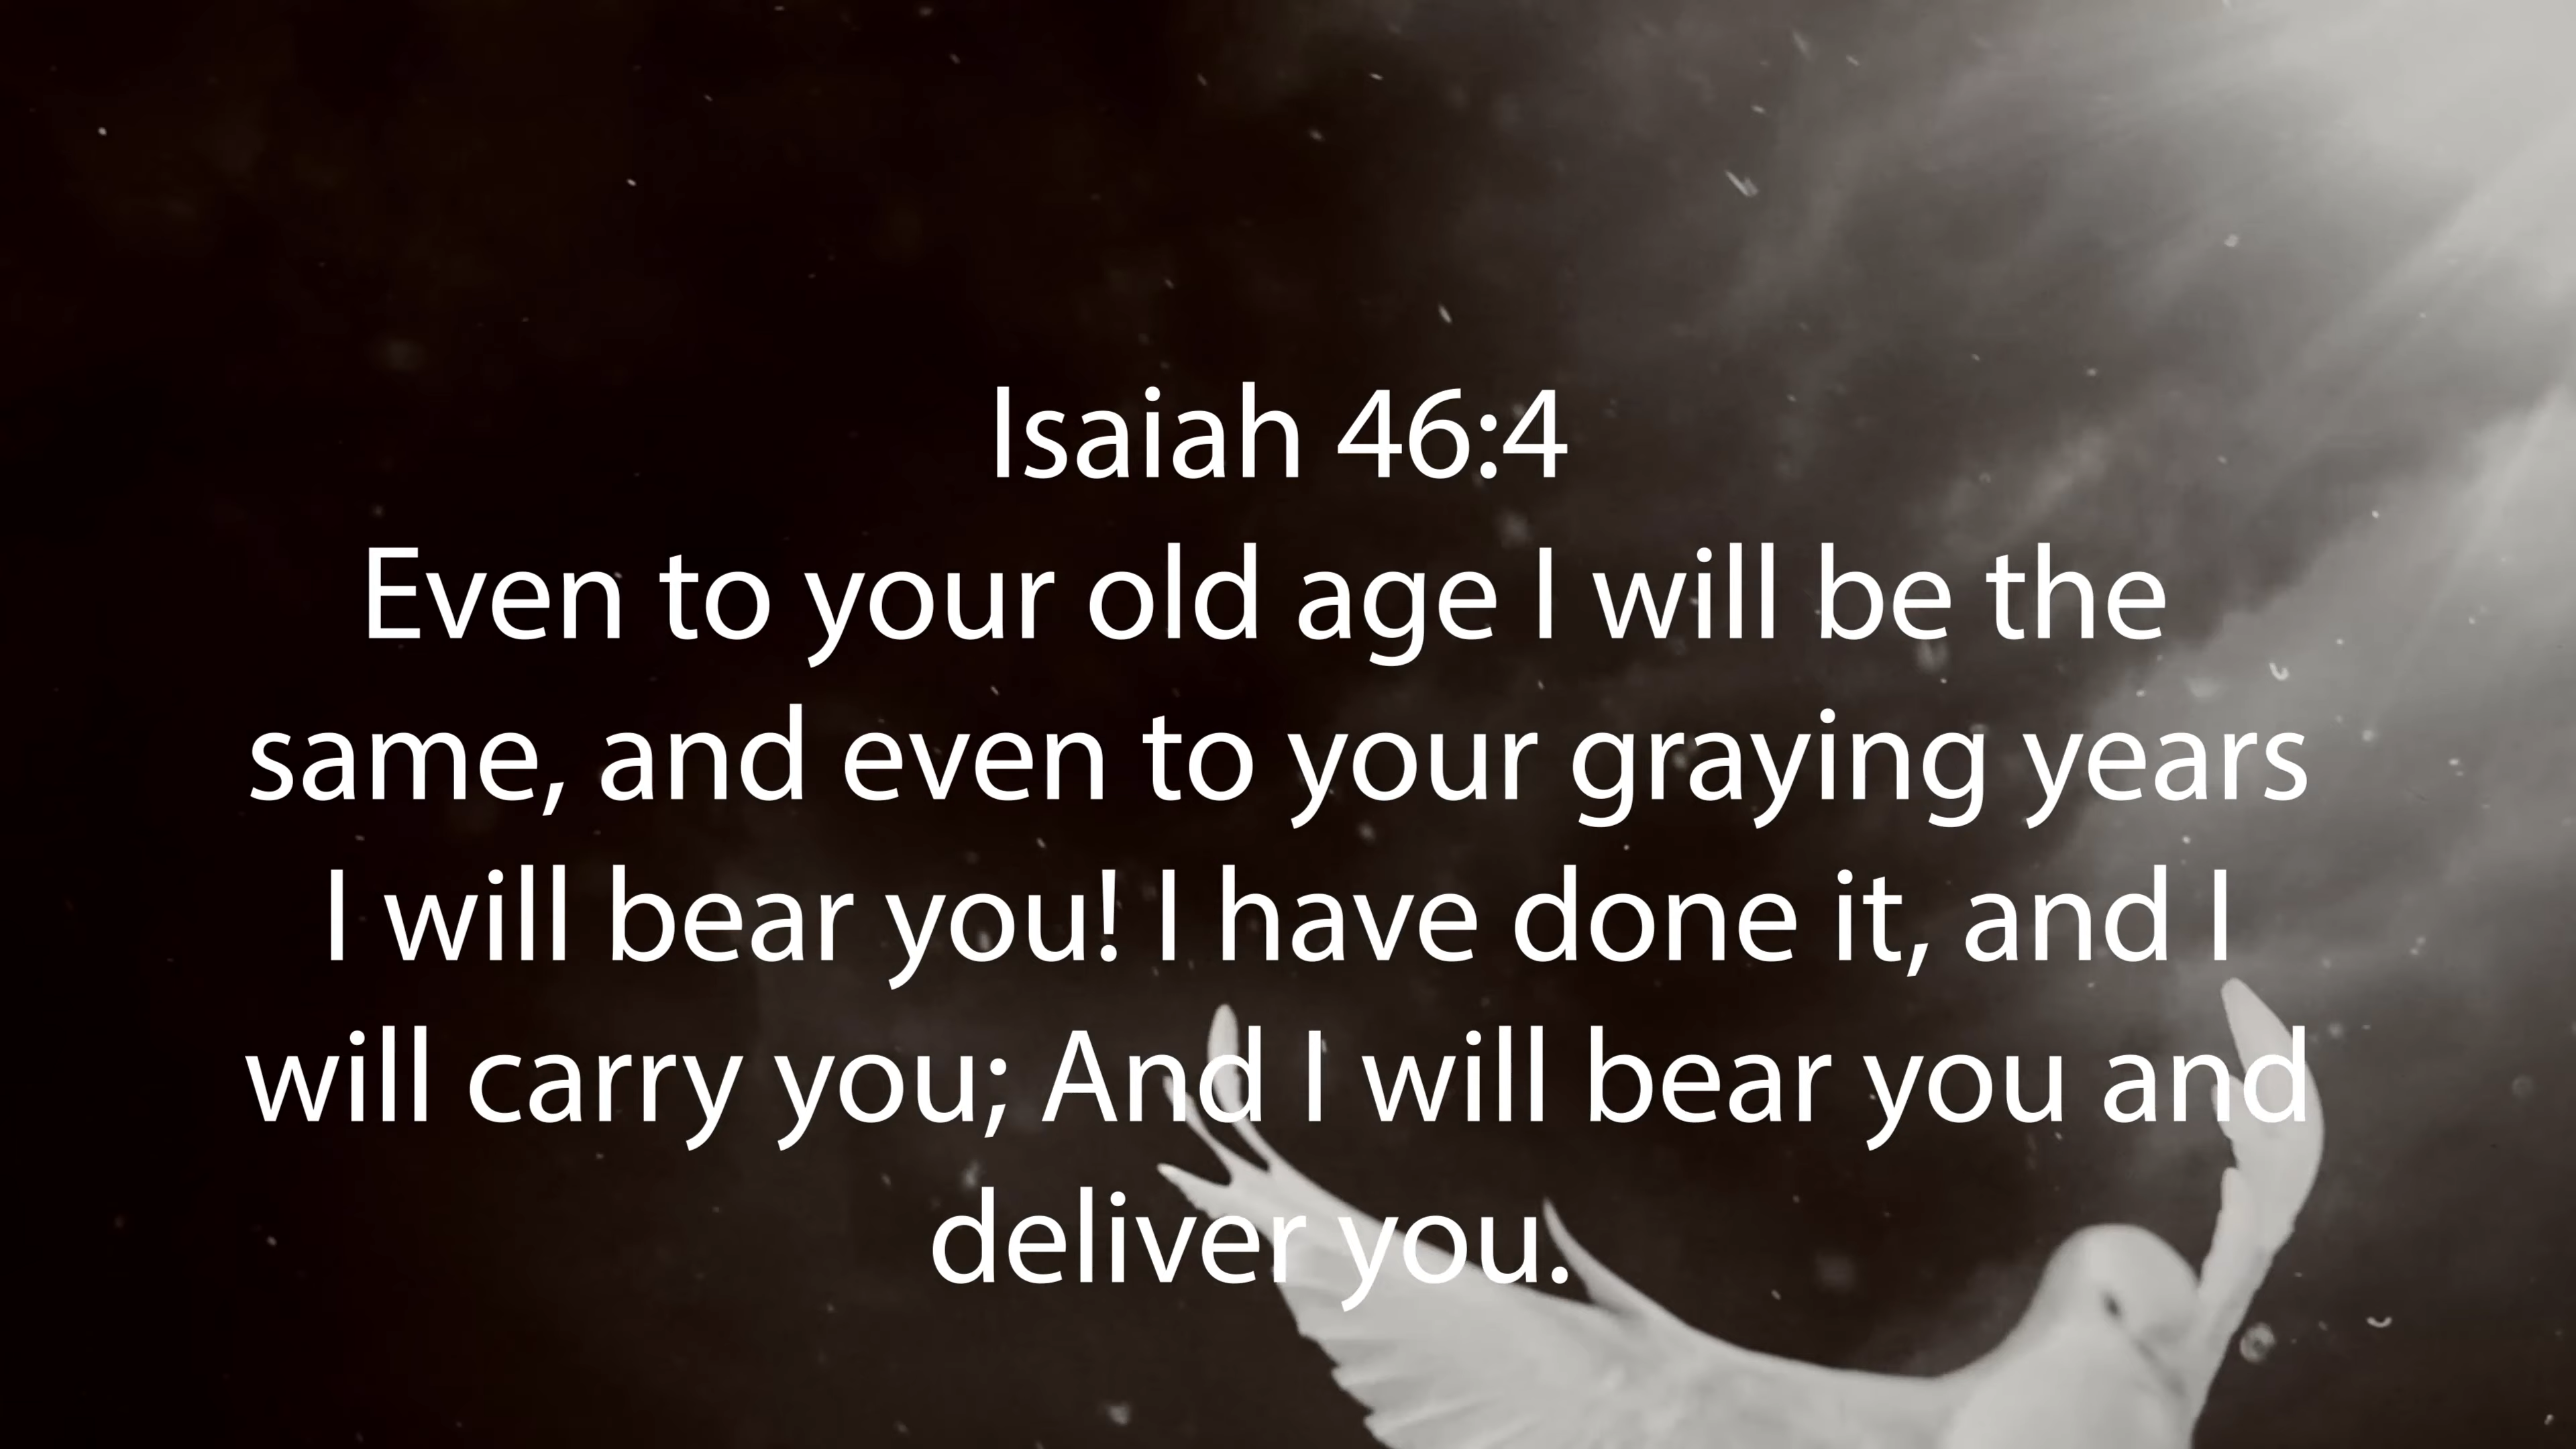 Isaiah 46:4
Even to your old age I will be the
same, and even to your graying years
I will bear you! I have done it, and I
will carry you; And I will bear you and
deliver you.